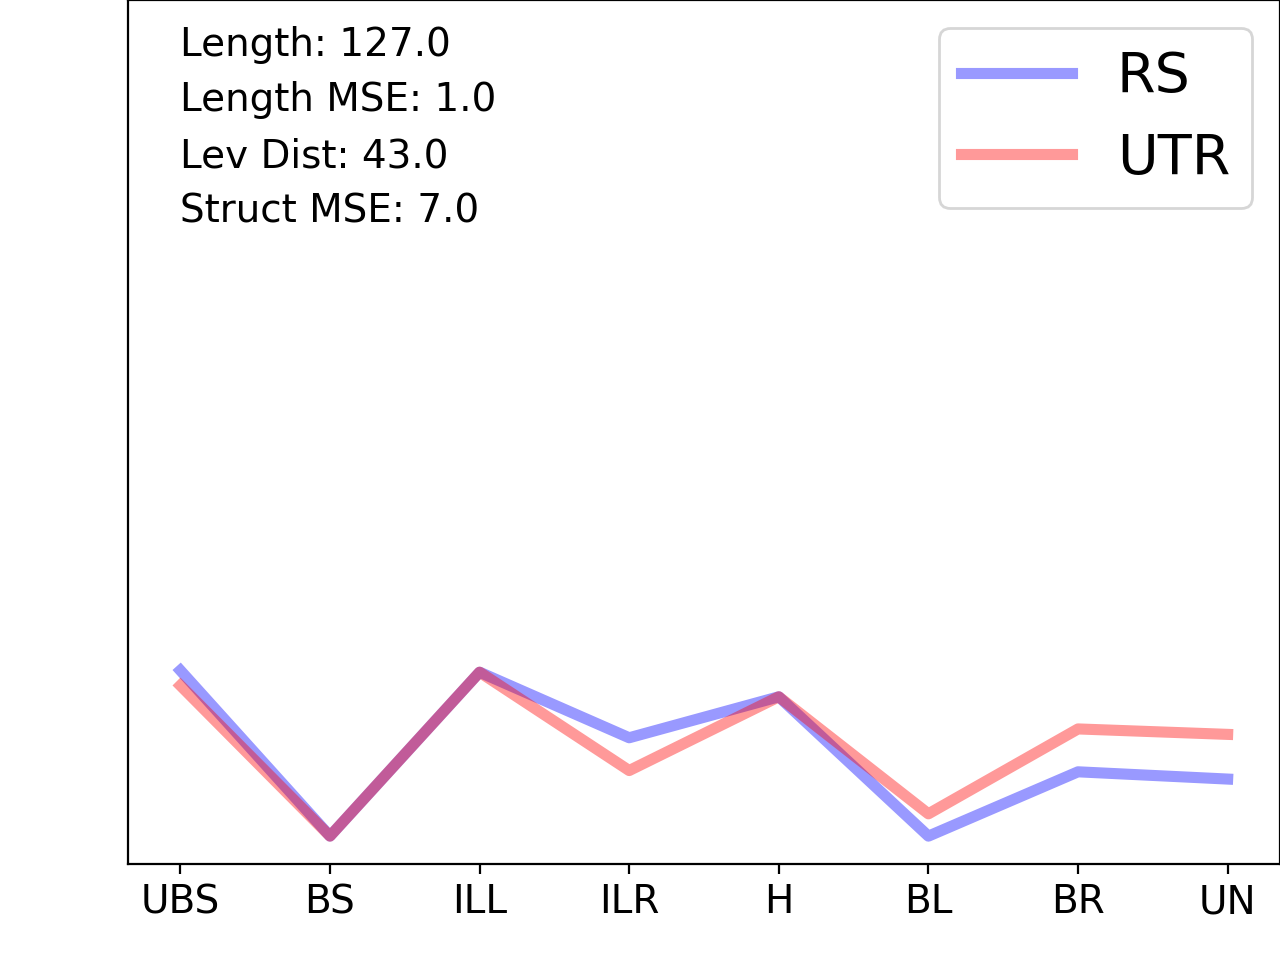 Length: 127.0
Length MSE: 1.0
Lev Dist: 43.0
Struct MSE: 7.0
RS
UTR
UBS BS ILL ILR H BL BR UN